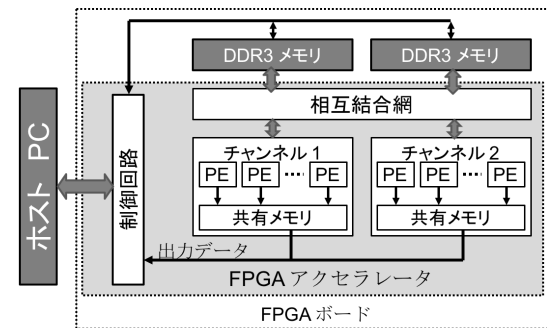 DDR3 メモリ
DDR3 メモリ
相互結合網
ホスト PC
制御回路
チャンネル 1
PE
PE
PE
共有メモリ
チャンネル 2
PE
PE
PE
共有メモリ
出力データ
FPGA アクセラレータ
FPGA ボード